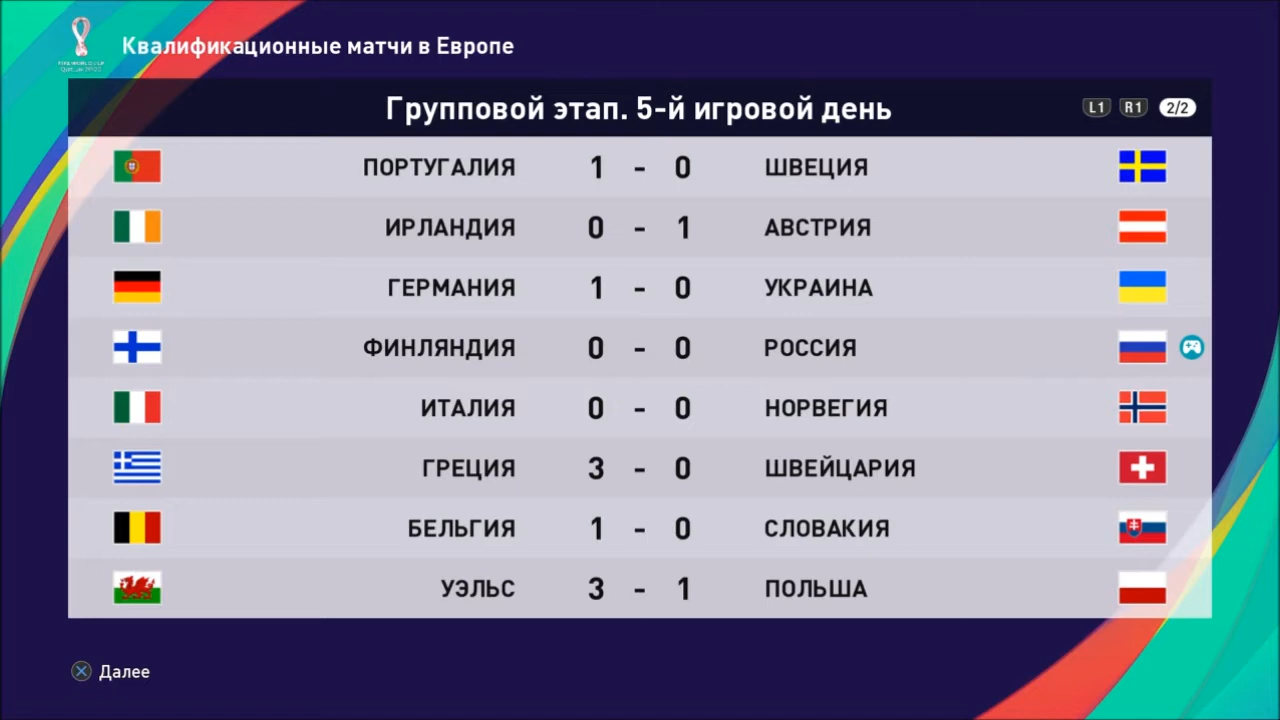 Квалификационные матчи в Европе
Групповой этап. 5-й игровой день L1 R1 2/2
ПОРТУГАЛИЯ 1 - 0 ШВЕЦИЯ
ИРЛАНДИЯ 0 - 1 АВСТРИЯ
ГЕРМАНИЯ 1 - 0 УКРАИНА
ФИНЛЯНДИЯ 0 - 0 РОССИЯ
ИТАЛИЯ 0 - 0 НОРВЕГИЯ
ГРЕЦИЯ 3 - 0 ШВЕЙЦАРИЯ
БЕЛЬГИЯ 1 - 0 СЛОВАКИЯ
УЭЛЬС 3 - 1 ПОЛЬША
Далее